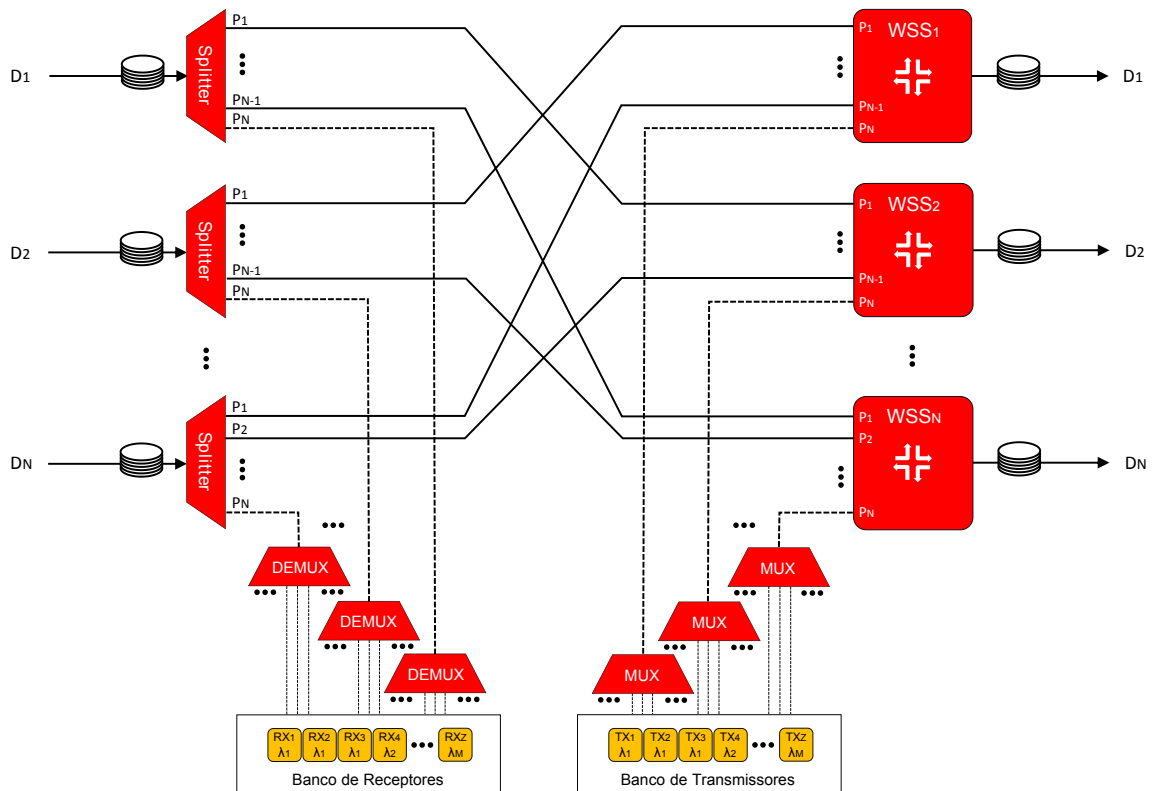 D1
Splitter
P1
PN-1
PN
P1
PN-1
PN
WSS1
D1
D2
Splitter
P1
PN-1
PN
P1
PN-1
PN
WSS2
D2
DN
Splitter
P1
P2
PN
P1
P2
PN
WSSN
DN
DEMUX
DEMUX
DEMUX
MUX
MUX
MUX
RX1 RX2 RX3 RX4 RXZ
λ1 λ1 λ1 λ2 λM
Banco de Receptores
TX1 TX2 TX3 TX4 TXZ
λ1 λ1 λ1 λ2 λM
Banco de Transmissores